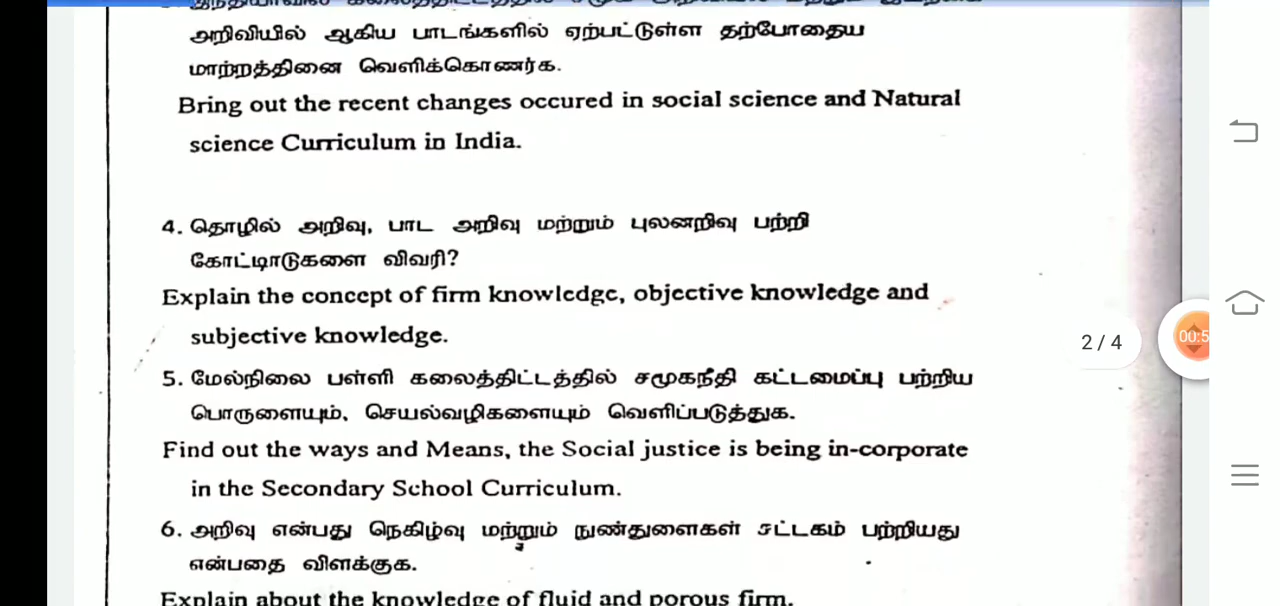 அறிவியில் ஆகிய பாடங்களில் ஏற்பட்டுள்ள தற்போதைய
மாற்றத்தினை வெளிக்கொணர்க.
Bring out the recent changes occured in social science and Natural
science Curriculum in India.
4. தொழில் அறிவு, பாட அறிவு மற்றும் புலனறிவு பற்றி
கோட்டிாடுகளை விவரி?
Explain the concept of firm knowledge, objective knowledge and
subjective knowledge.
2 / 4
00:5
5. மேல்நிலை பள்ளி கலைத்திட்டத்தில் சமூகநீதி கட்டமைப்பு பற்றிய
பொருளையும், செயல்வழிகளையும் வெளிப்படுத்துக.
Find out the ways and Means, the Social justice is being in-corporate
in the Secondary School Curriculum.
6. அறிவு என்பது நெகிழ்வு மற்றும் நுண்துளைகள் சட்டகம் பற்றியது
என்பதை விளக்குக.
Explain about the knowledge of fluid and porous firm.